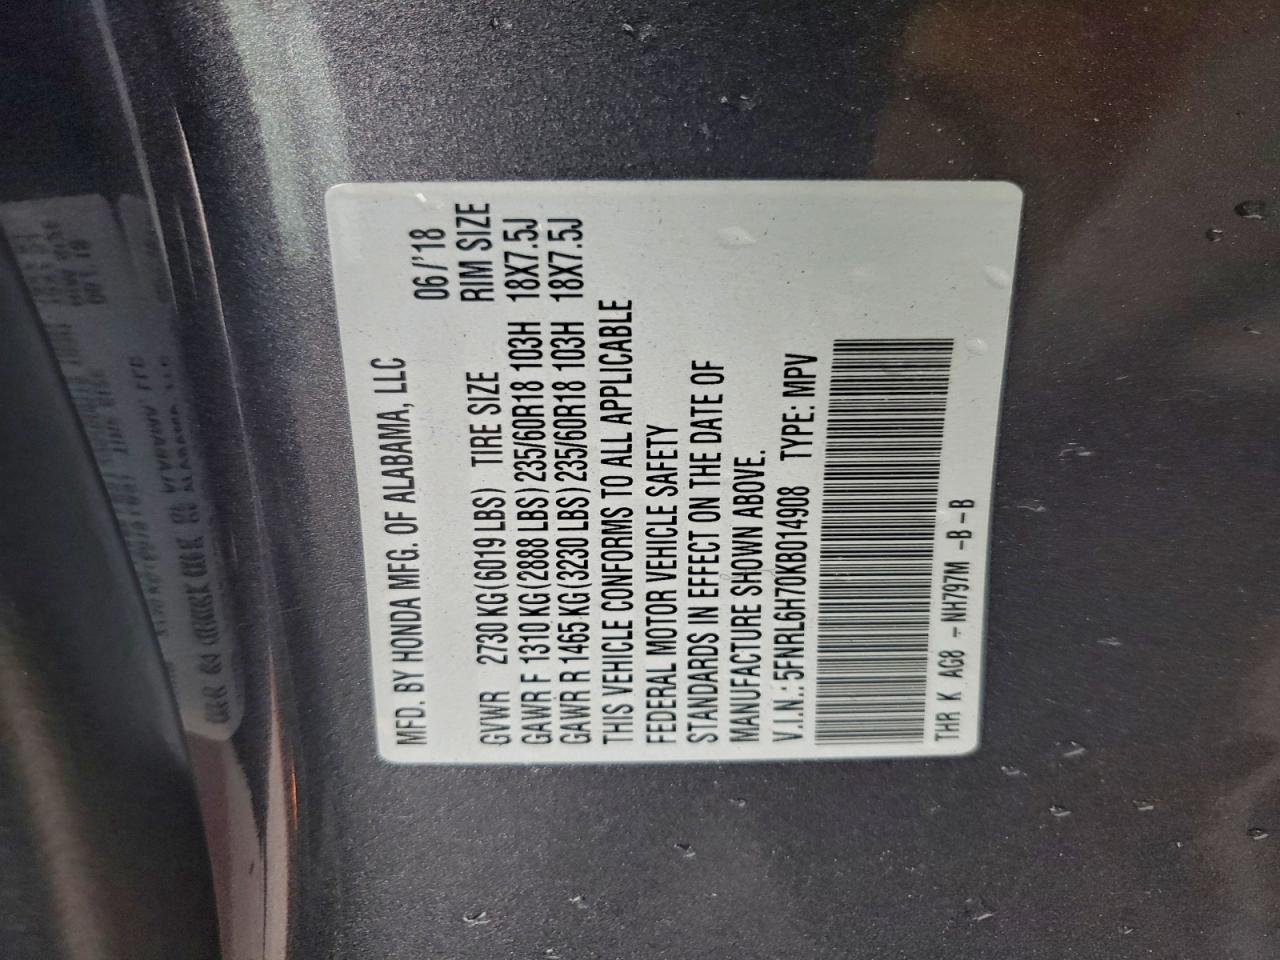 MFD. BY HONDA MFG. OF ALABAMA, LLC
06/'18
GVWR 2730 KG(6019 LBS) TIRE SIZE RIM SIZE
GAWR F 1310 KG(2888 LBS) 235/60R18 103H 18X7.5J
GAWR R 1465 KG(3230 LBS) 235/60R18 103H 18X7.5J
THIS VEHICLE CONFORMS TO ALL APPLICABLE
FEDERAL MOTOR VEHICLE SAFETY
STANDARDS IN EFFECT ON THE DATE OF
MANUFACTURE SHOWN ABOVE.
V.I.N.:5FNRL6H70KB014908 TYPE: MPV
THR K AG8 -NH797M -B-B